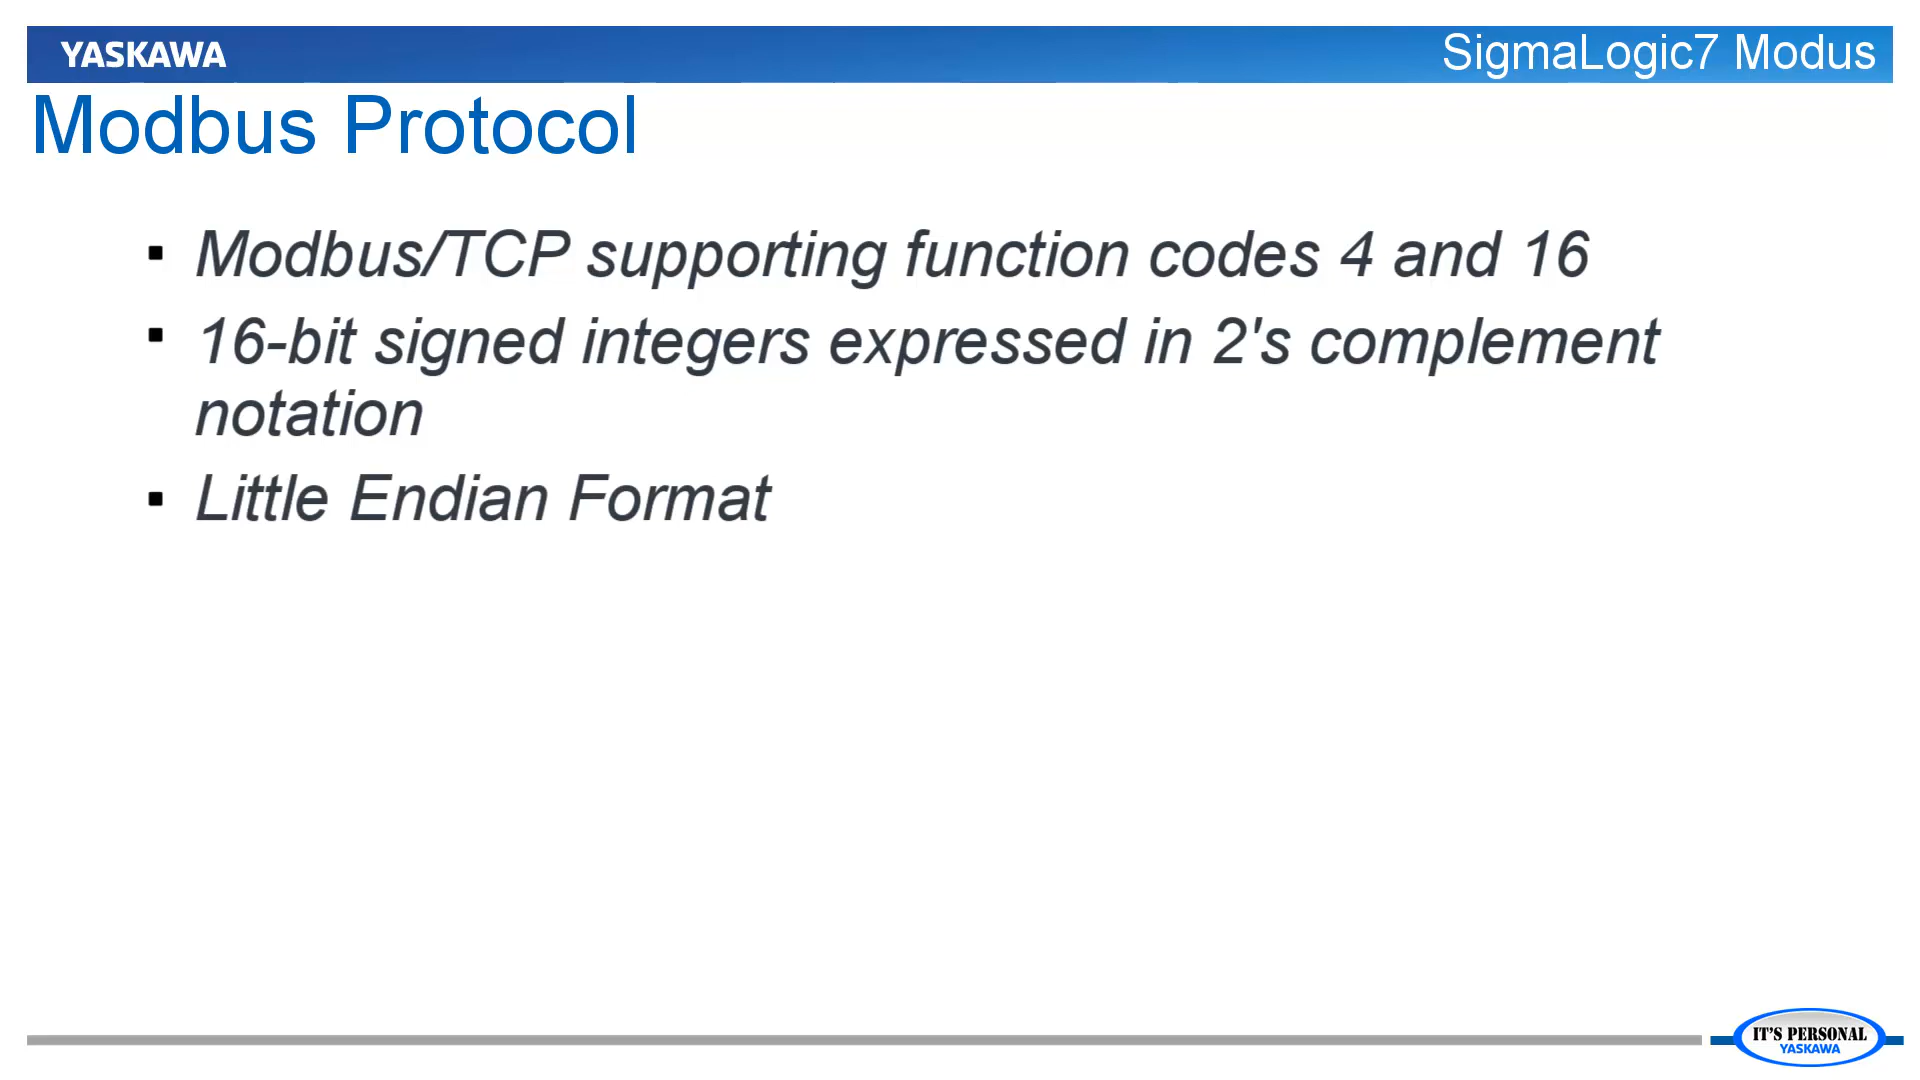 YASKAWA
SigmaLogic7 Modus
Modbus Protocol
▪ Modbus/TCP supporting function codes 4 and 16
▪ 16-bit signed integers expressed in 2's complement
notation
▪ Little Endian Format
IT'S PERSONAL
YASKAWA